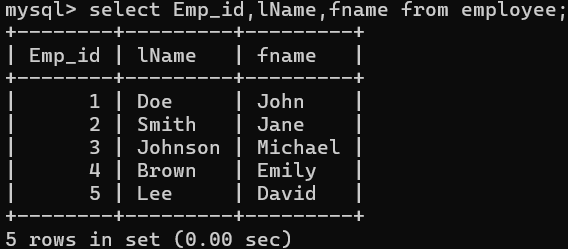 mysql> select Emp_id,lName,fname from employee;
+--------+---------+---------+
| Emp_id | lName   | fname   |
+--------+---------+---------+
|      1 | Doe     | John    |
|      2 | Smith   | Jane    |
|      3 | Johnson | Michael |
|      4 | Brown   | Emily   |
|      5 | Lee     | David   |
+--------+---------+---------+
5 rows in set (0.00 sec)